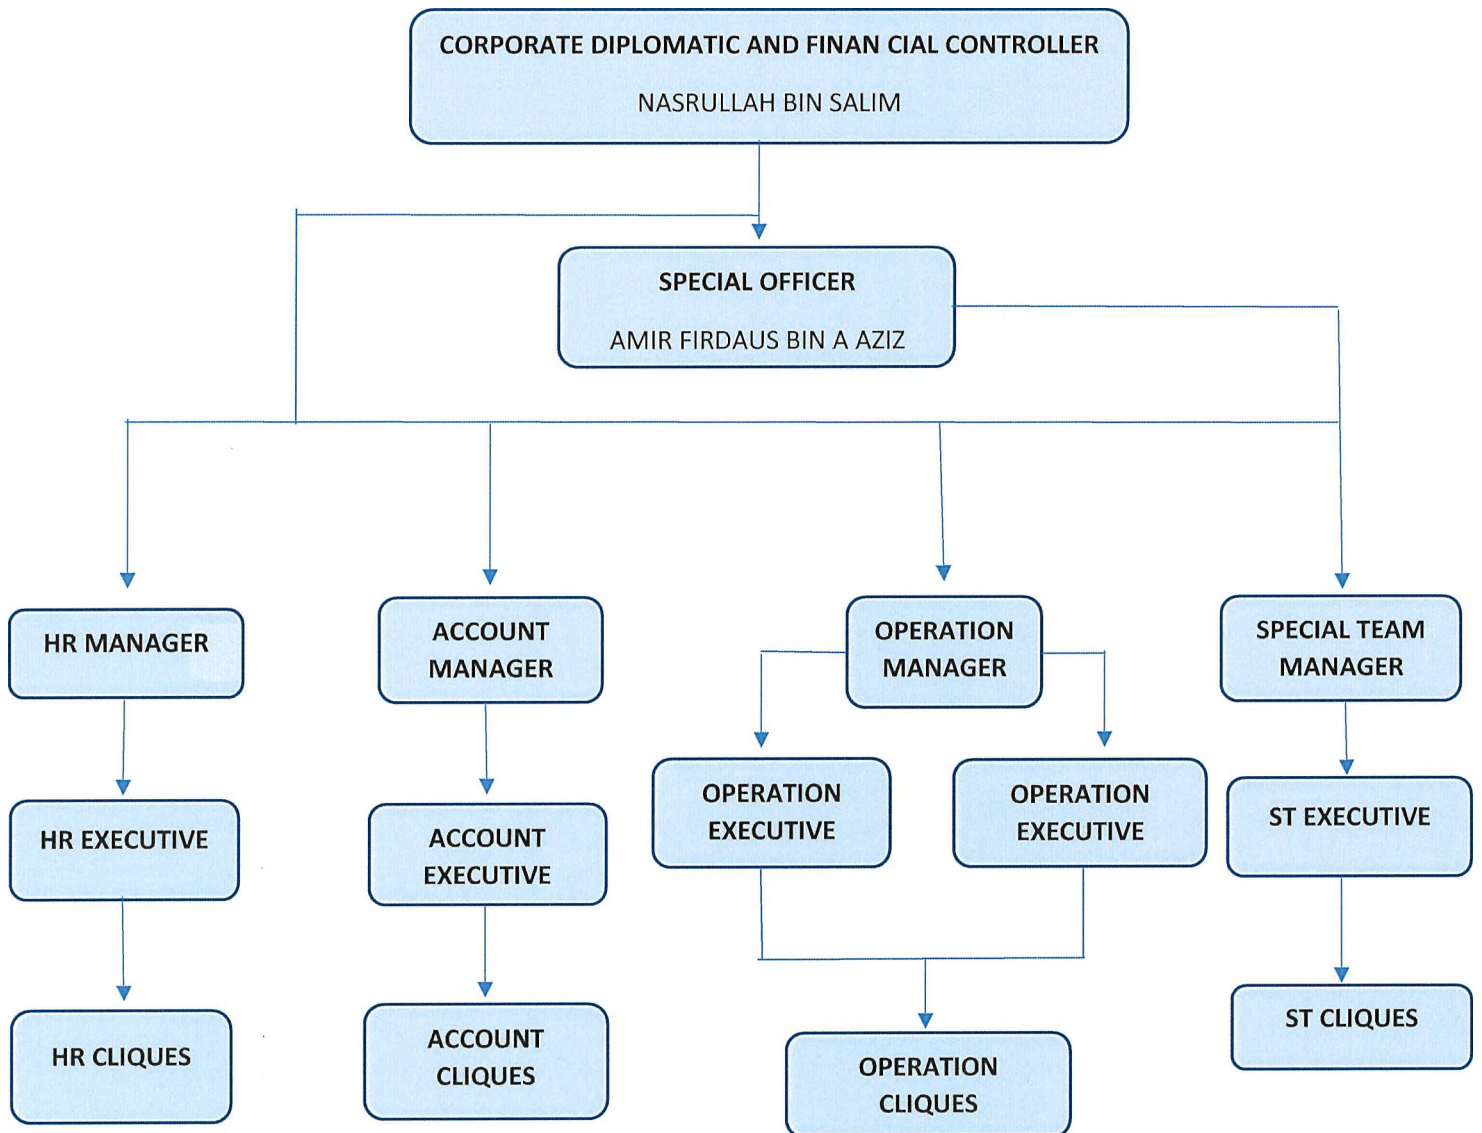 CORPORATE DIPLOMATIC AND FINAN CIAL CONTROLLER
NASRULLAH BIN SALIM
SPECIAL OFFICER
AMIR FIRDAUS BIN A AZIZ
HR MANAGER
ACCOUNT
MANAGER
OPERATION
MANAGER
SPECIAL TEAM
MANAGER
HR EXECUTIVE
ACCOUNT
EXECUTIVE
OPERATION
EXECUTIVE
OPERATION
EXECUTIVE
ST EXECUTIVE
HR CLIQUES
ACCOUNT
CLIQUES
OPERATION
CLIQUES
ST CLIQUES